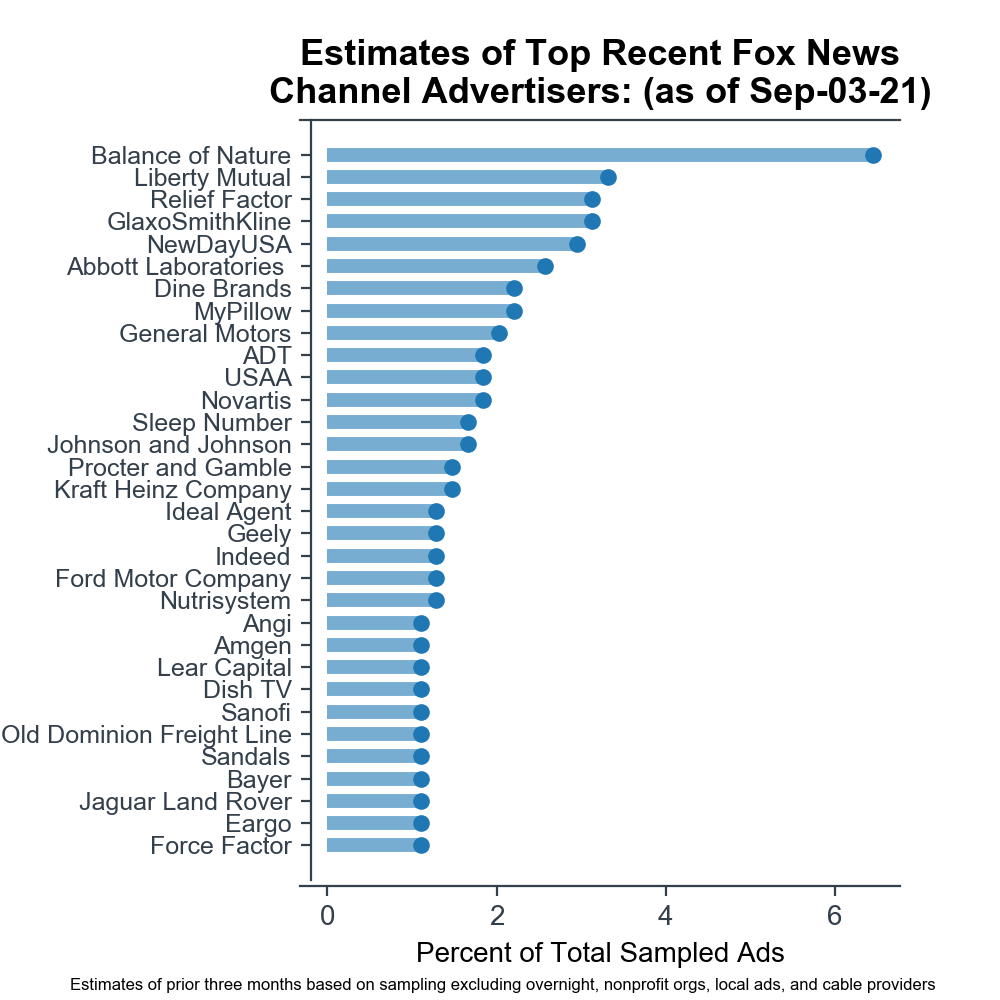 Estimates of Top Recent Fox News
Channel Advertisers: (as of Sep-03-21)
Balance of Nature
Liberty Mutual
Relief Factor
GlaxoSmithKline
NewDayUSA
Abbott Laboratories
Dine Brands
MyPillow
General Motors
ADT
USAA
Novartis
Sleep Number
Johnson and Johnson
Procter and Gamble
Kraft Heinz Company
Ideal Agent
Geely
Indeed
Ford Motor Company
Nutrisystem
Angi
Amgen
Lear Capital
Dish TV
Sanofi
Old Dominion Freight Line
Sandals
Bayer
Jaguar Land Rover
Eargo
Force Factor
0 2 4 6
Percent of Total Sampled Ads
Estimates of prior three months based on sampling excluding overnight, nonprofit orgs, local ads, and cable providers